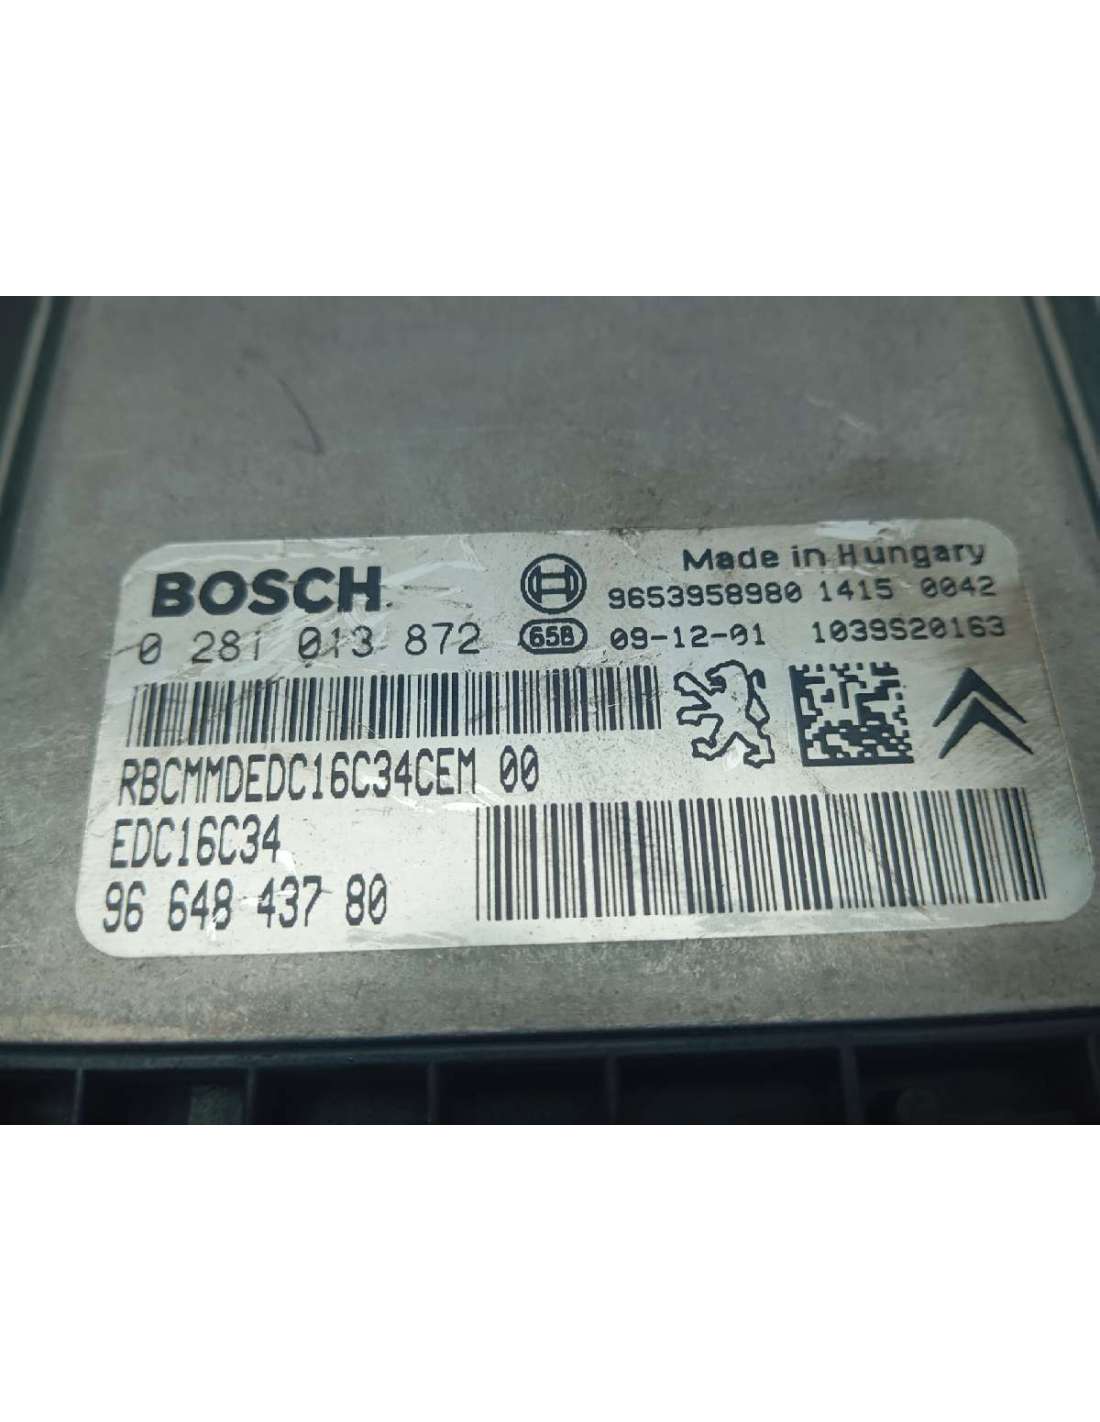 Made in Hungary
BOSCH
9653958980 1415 0042
0 281 013 872 65B 09-12-01 1039S20163
RBCMMDEDC16C34CEM 00
EDC16C34
96 648 437 80